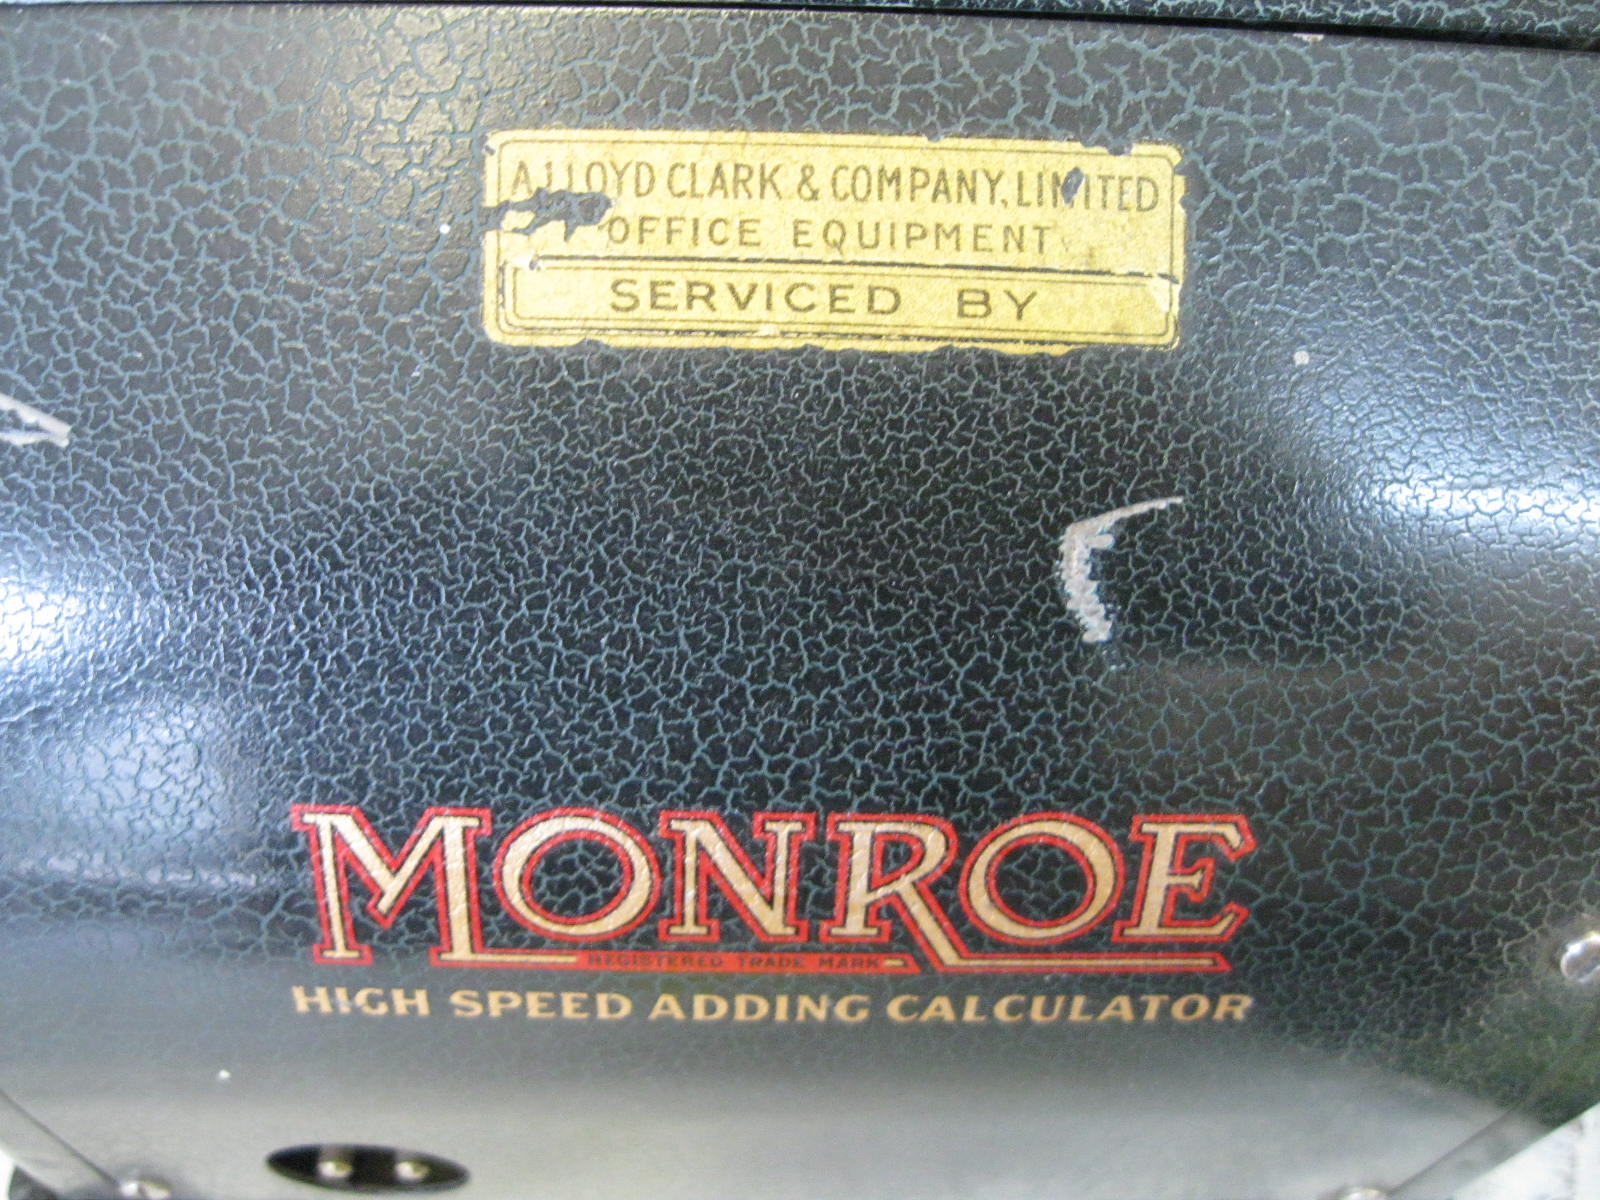 A. LLOYD CLARK & COMPANY, LIMITED
OFFICE EQUIPMENT
SERVICED BY
MONROE
REGISTERED TRADE MARK
HIGH SPEED ADDING CALCULATOR